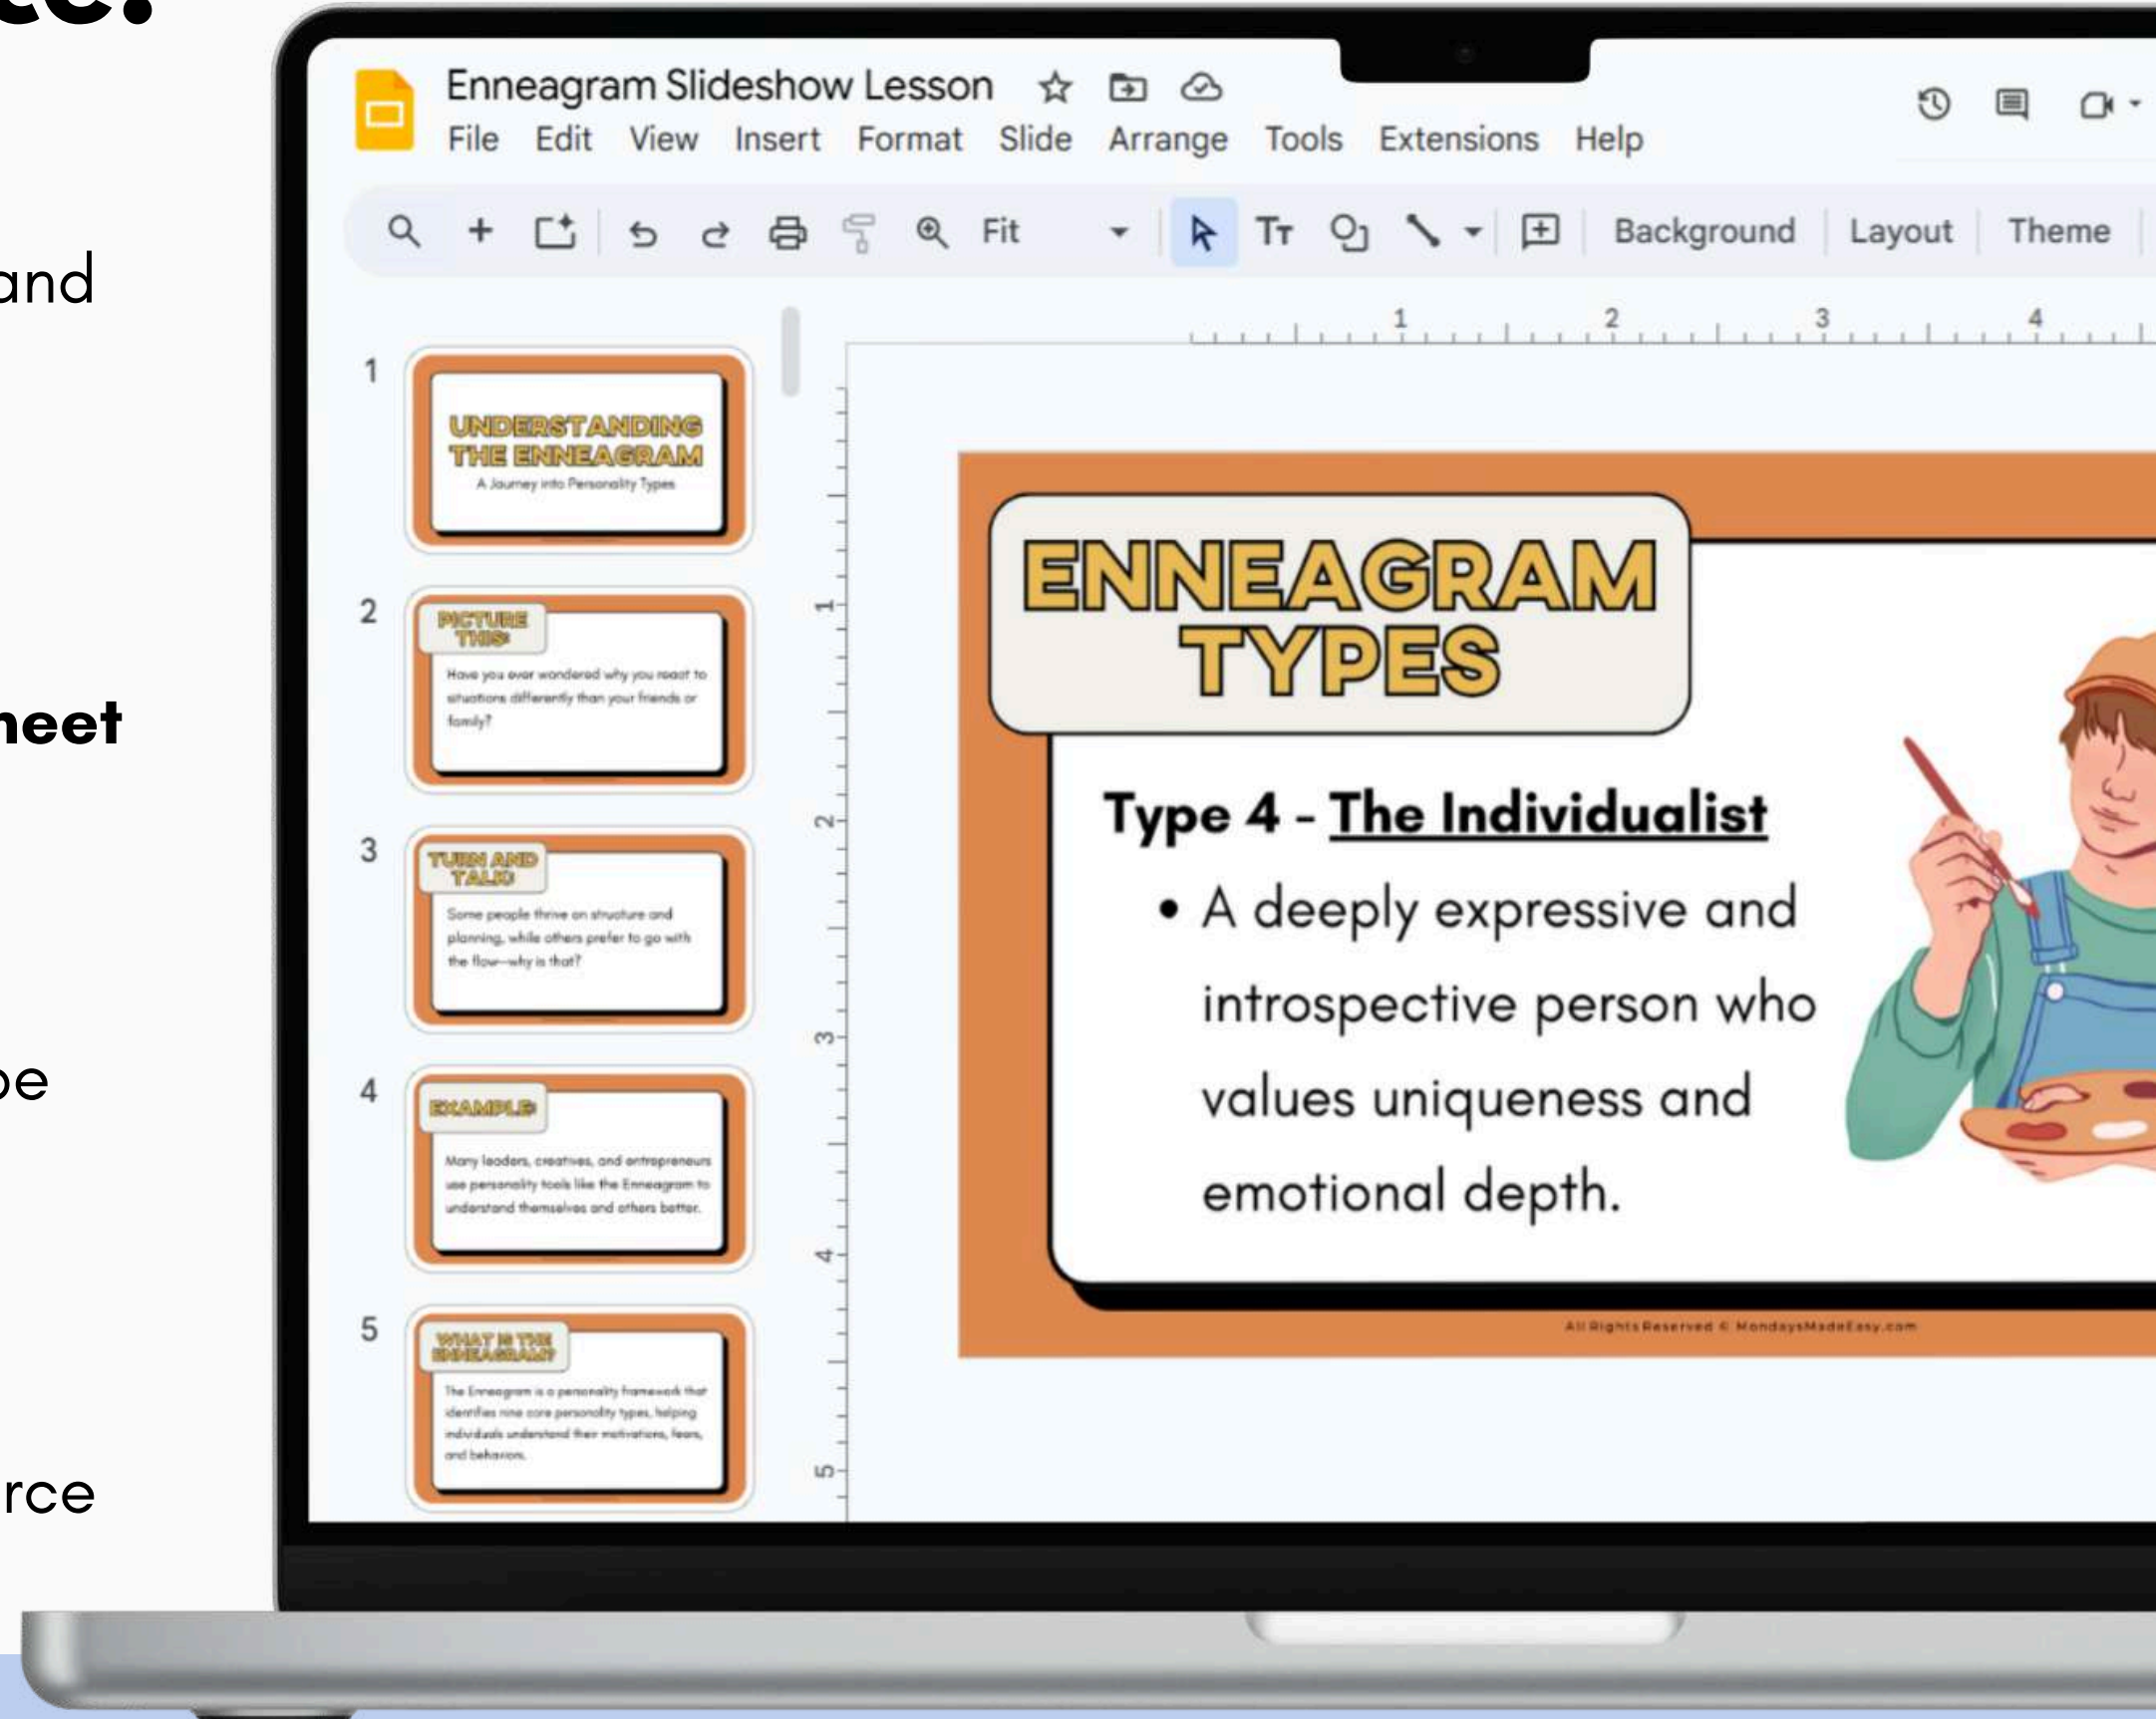 and
Enneagram Slideshow Lesson
File Edit View Insert Format Slide Arrange Tools Extensions Help
Fit Background Layout Theme
1 2 3 4
1
UNDERSTANDING
THE ENNEAGRAM
A Journey into Personality Types
2
PICTURE
THIS:
Have you ever wondered why you react to
situations differently than your friends or
family?
3
TURN AND
TALK:
Some people thrive on structure and
planning, while others prefer to go with
the flow—why is that?
4
EXAMPLE:
Many leaders, creatives, and entrepreneurs
use personality tools like the Enneagram to
understand themselves and others better.
5
WHAT IS THE
ENNEAGRAM?
The Enneagram is a personality framework that
identifies nine core personality types, helping
individuals understand their motivations, fears,
and behaviors.
1
2
3
4
5
ENNEAGRAM
TYPES
Type 4 - The Individualist
• A deeply expressive and
introspective person who
values uniqueness and
emotional depth.
All Rights Reserved © MondaysMadeEasy.com